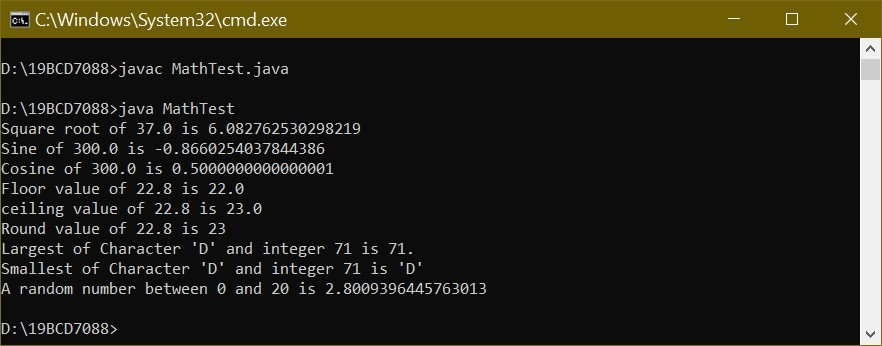 C:\Windows\System32\cmd.exe
D:\19BCD7088>javac MathTest.java
D:\19BCD7088>java MathTest
Square root of 37.0 is 6.082762530298219
Sine of 300.0 is -0.8660254037844386
Cosine of 300.0 is 0.5000000000000001
Floor value of 22.8 is 22.0
ceiling value of 22.8 is 23.0
Round value of 22.8 is 23
Largest of Character 'D' and integer 71 is 71.
Smallest of Character 'D' and integer 71 is 'D'
A random number between 0 and 20 is 2.8009396445763013
D:\19BCD7088>